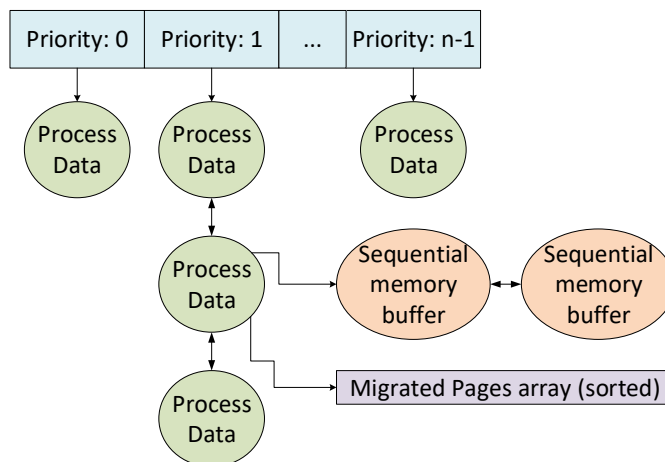 Priority: 0 Priority: 1 ... Priority: n-1
Process
Data
Process
Data
Process
Data
Process
Data
Sequential
memory
buffer
Sequential
memory
buffer
Migrated Pages array (sorted)
Process
Data